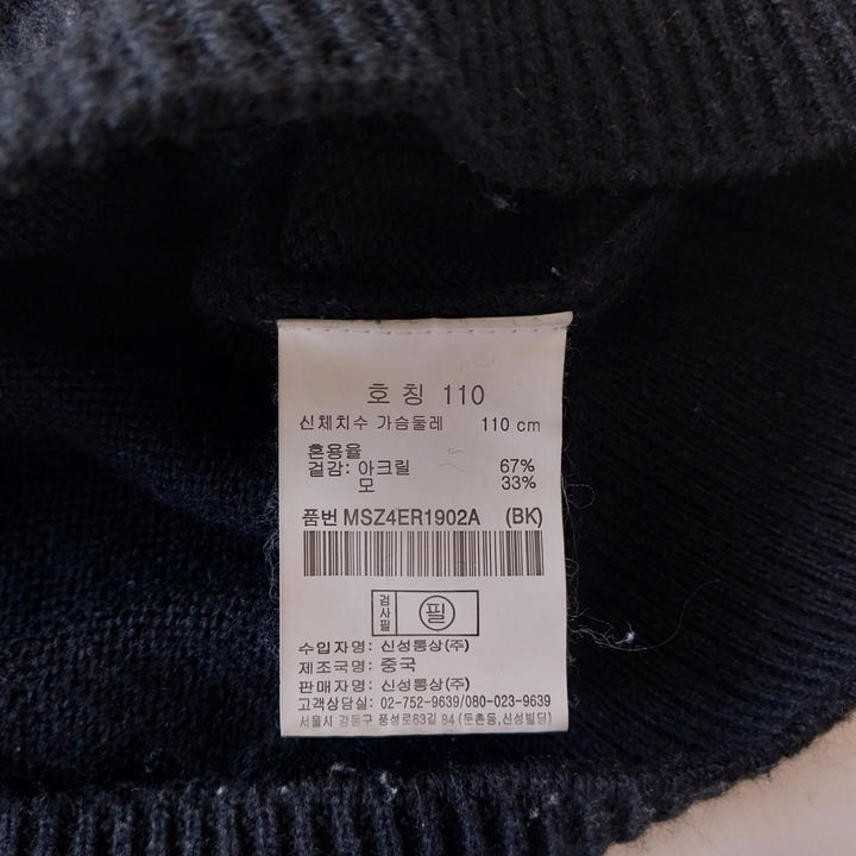 호 칭 110
신체치수 가슴둘레 110 cm
혼용율
겉감: 아크릴 67%
모 33%
품번 MSZ4ER1902A (BK)
검사필 필
수입자명: 신성통상(주)
제조국명: 중국
판매자명: 신성통상(주)
고객상담실: 02-752-9639/080-023-9639
서울시 강동구 풍성로63길 84 (둔촌동,신성빌딩)